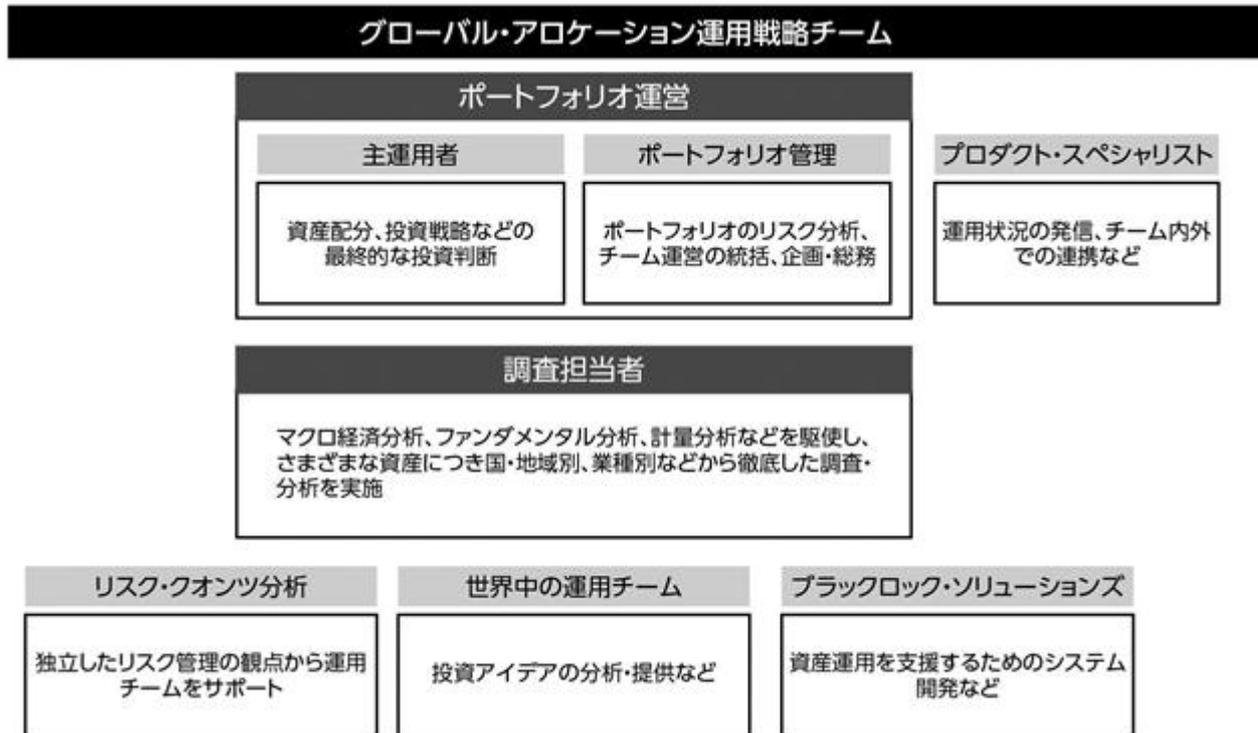 グローバル・アロケーション運用戦略チーム
ポートフォリオ運営
主運用者
資産配分、投資戦略などの
最終的な投資判断
ポートフォリオ管理
ポートフォリオのリスク分析、
チーム運営の統括、企画・総務
プロダクト・スペシャリスト
運用状況の発信、チーム内外
での連携など
調査担当者
マクロ経済分析、ファンダメンタル分析、計量分析などを駆使し、
さまざまな資産につき国・地域別、業種別などから徹底した調査・
分析を実施
リスク・クオンツ分析
独立したリスク管理の観点から運用
チームをサポート
世界中の運用チーム
投資アイデアの分析・提供など
ブラックロック・ソリューションズ
資産運用を支援するためのシステム
開発など